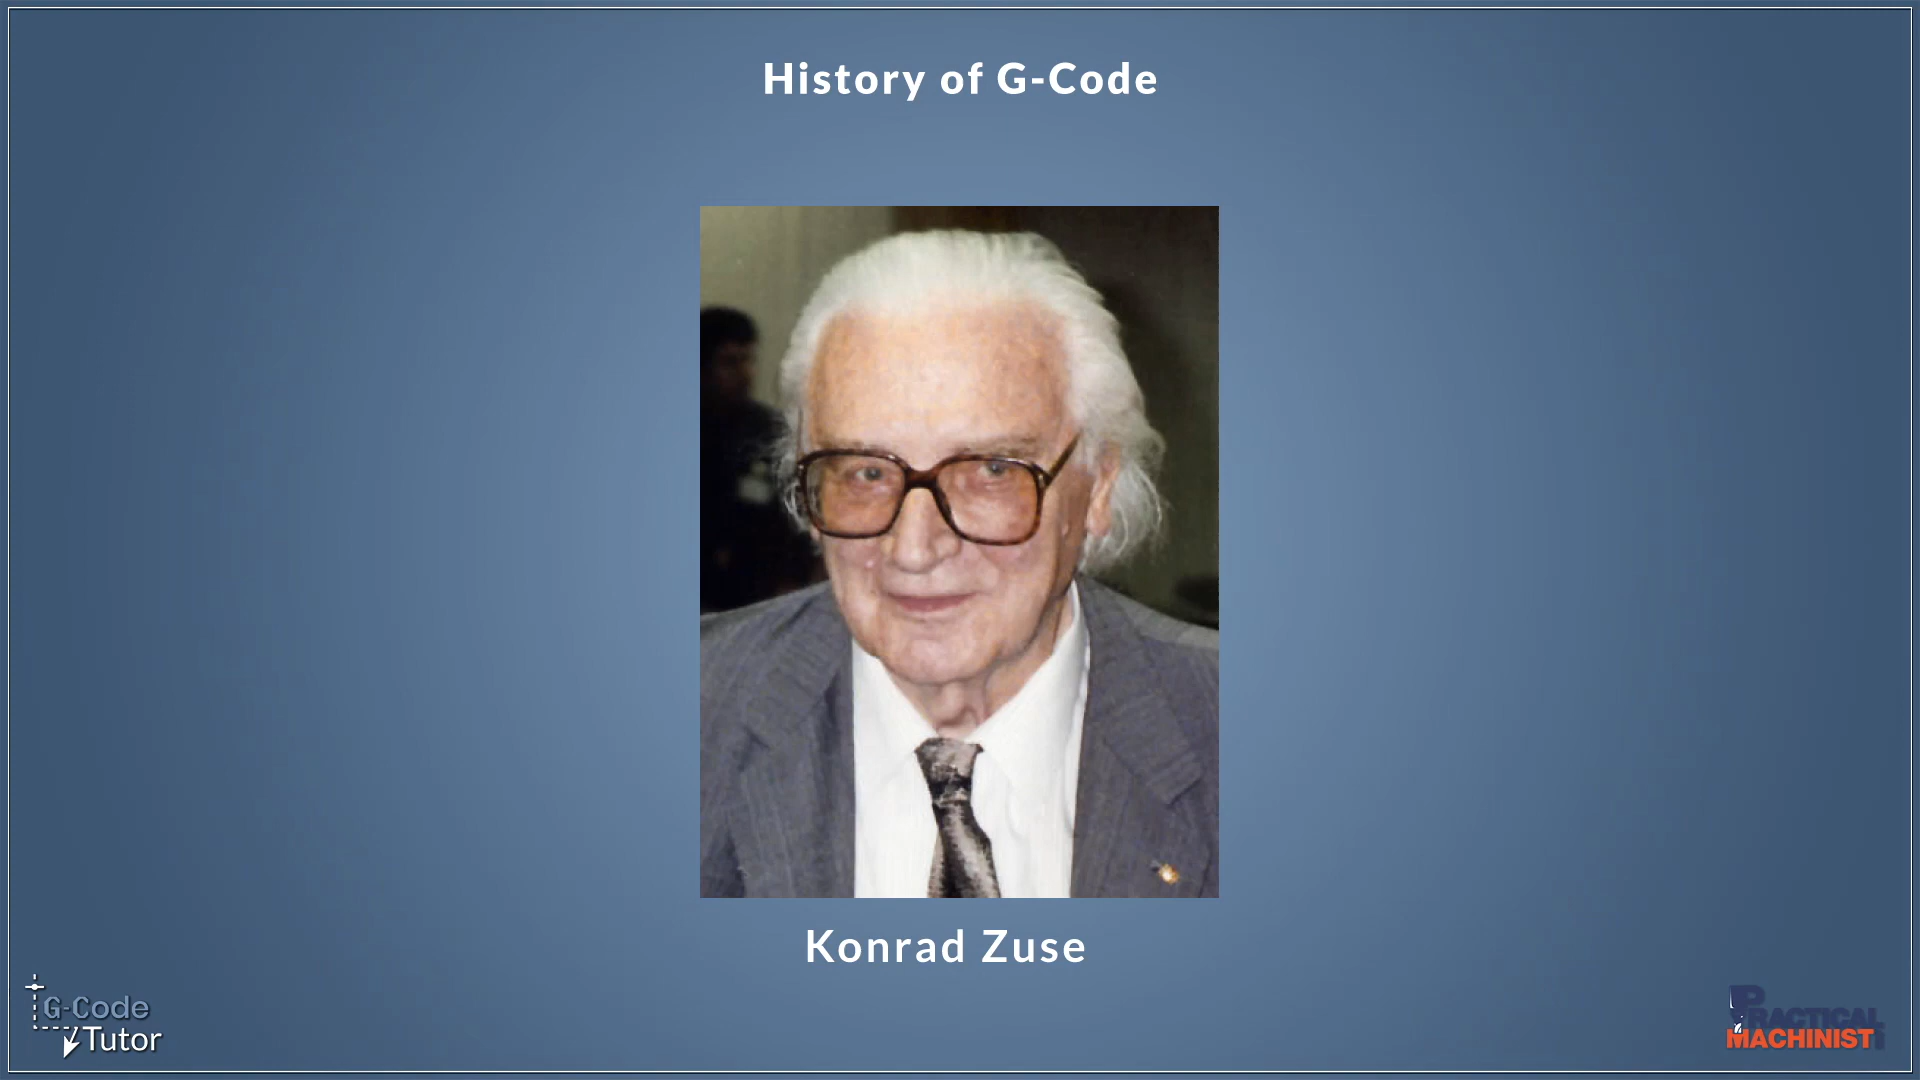 History of G-Code
Konrad Zuse
G-Code
Tutor
PRACTICAL
MACHINIST